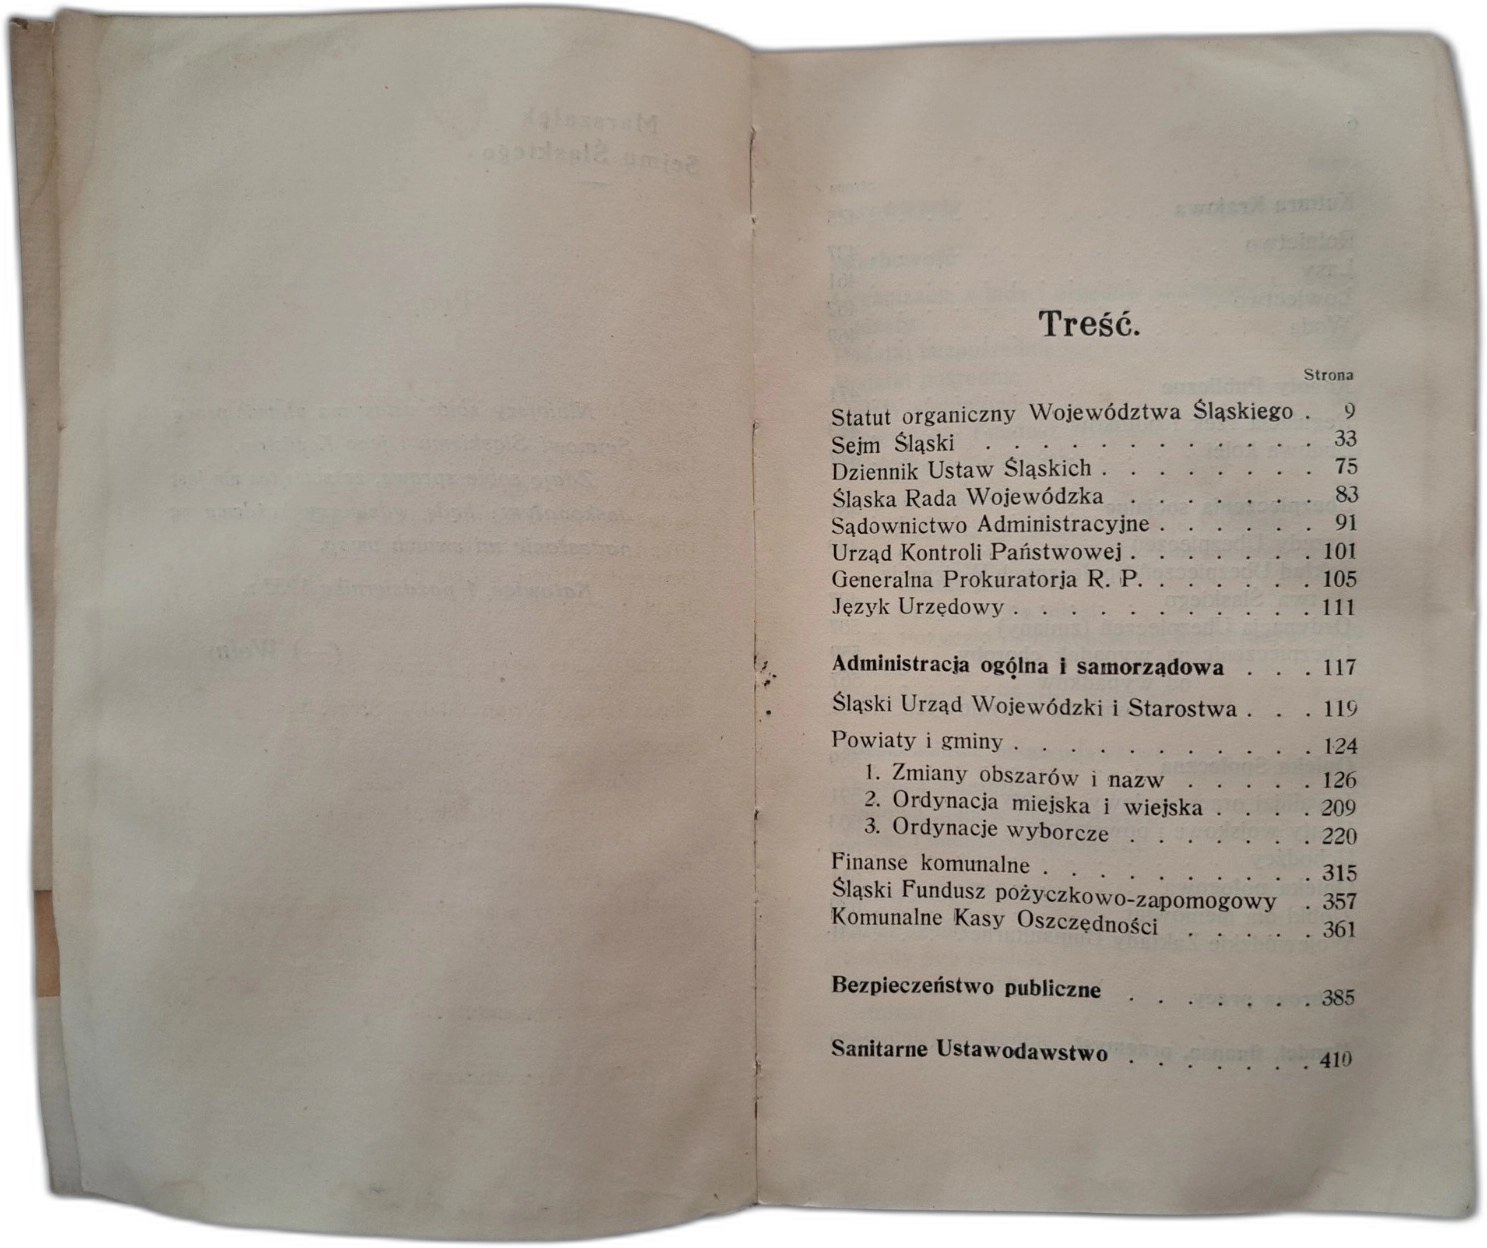 Treść.
Strona
Statut organiczny Województwa Śląskiego . 9
Sejm Śląski . . . . . . . . . . . . 33
Dziennik Ustaw Śląskich . . . . . . . . 75
Śląska Rada Wojewódzka . . . . . . . 83
Sądownictwo Administracyjne . . . . . . 91
Urząd Kontroli Państwowej . . . . . . . 101
Generalna Prokuratorja R. P. . . . . . . 105
Język Urzędowy . . . . . . . . . . . 111
Administracja ogólna i samorządowa . . . 117
Śląski Urząd Wojewódzki i Starostwa . . . 119
Powiaty i gminy . . . . . . . . . . . 124
1. Zmiany obszarów i nazw . . . . . 126
2. Ordynacja miejska i wiejska . . . . 209
3. Ordynacje wyborcze . . . . . . . 220
Finanse komunalne . . . . . . . . . . 315
Śląski Fundusz pożyczkowo-zapomogowy . 357
Komunalne Kasy Oszczędności . . . . . 361
Bezpieczeństwo publiczne . . . . . . . 385
Sanitarne Ustawodawstwo . . . . . . . 410